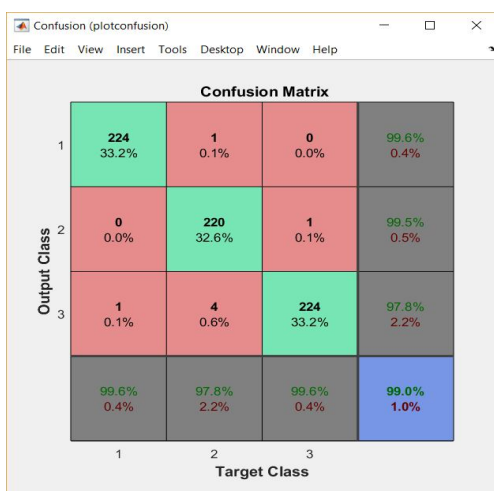 Confusion (plotconfusion)
File Edit View Insert Tools Desktop Window Help
Confusion Matrix
Output Class
1
224 1 0 99.6%
33.2% 0.1% 0.0% 0.4%
2
0 220 1 99.5%
0.0% 32.6% 0.1% 0.5%
3
1 4 224 97.8%
0.1% 0.6% 33.2% 2.2%
99.6% 97.8% 99.6% 99.0%
0.4% 2.2% 0.4% 1.0%
1 2 3
Target Class